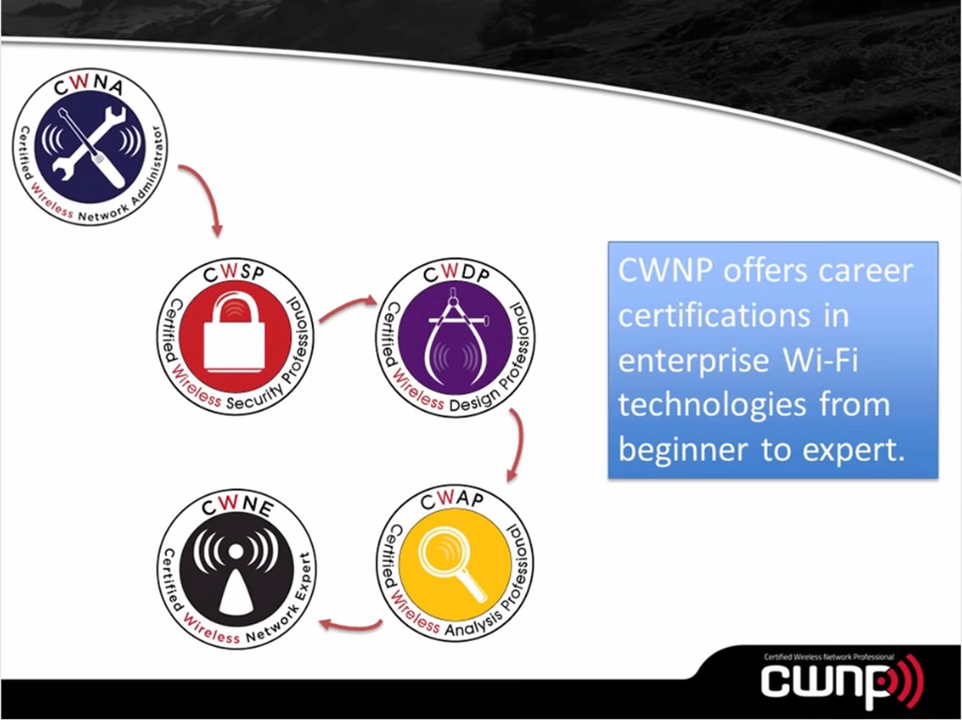 CWNA
Certified Wireless Network Administrator
CWSP
Certified Wireless Security Professional
CWDP
Certified Wireless Design Professional
CWNP offers career
certifications in
enterprise Wi-Fi
technologies from
beginner to expert.
CWNE
Certified Wireless Network Expert
CWAP
Certified Wireless Analysis Professional
Certified Wireless Network Professional
cwnp